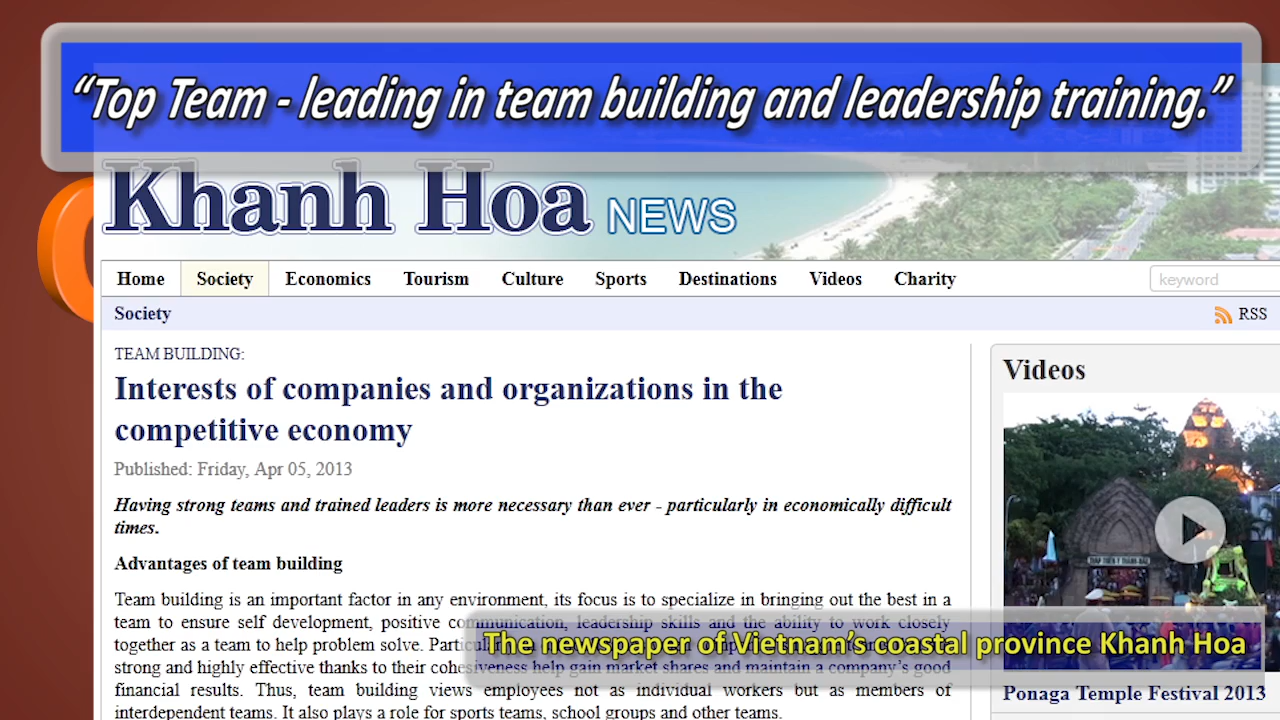 “Top Team - leading in team building and leadership training.”
Khanh Hoa NEWS
Home Society Economics Tourism Culture Sports Destinations Videos Charity keyword
Society RSS
TEAM BUILDING:
Interests of companies and organizations in the
competitive economy
Published: Friday, Apr 05, 2013
Having strong teams and trained leaders is more necessary than ever - particularly in economically difficult
times.
Advantages of team building
Team building is an important factor in any environment, its focus is to specialize in bringing out the best in a
team to ensure self development, positive communication, leadership skills and the ability to work closely
together as a team to help problem solve.
strong and highly effective thanks to their cohesiveness help gain market shares and maintain a company’s good
financial results. Thus, team building views employees not as individual workers but as members of
interdependent teams. It also plays a role for sports teams, school groups and other teams.
The newspaper of Vietnam’s coastal province Khanh Hoa
Videos
Ponaga Temple Festival 2013